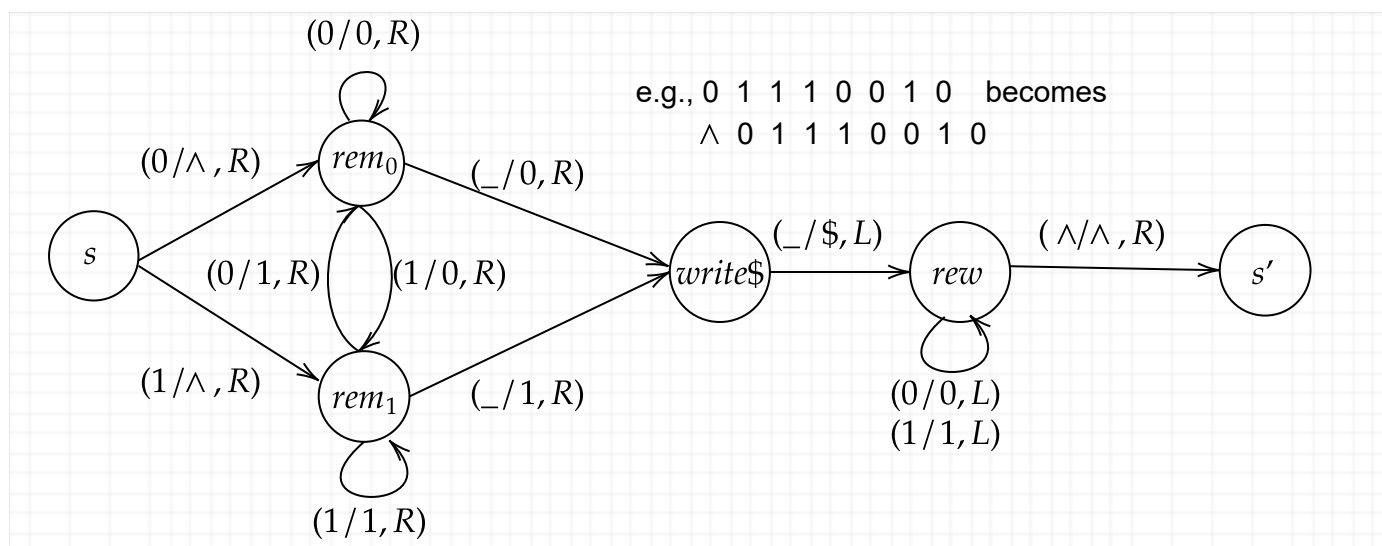 (0/0, R)
e.g., 0 1 1 1 0 0 1 0 becomes
∧ 0 1 1 1 0 0 1 0
(0/∧, R)
rem₀
(_/0, R)
s
(0/1, R)
(1/0, R)
write$
(_/$, L)
rew
(∧/∧, R)
s′
(1/∧, R)
rem₁
(_/1, R)
(0/0, L)
(1/1, L)
(1/1, R)